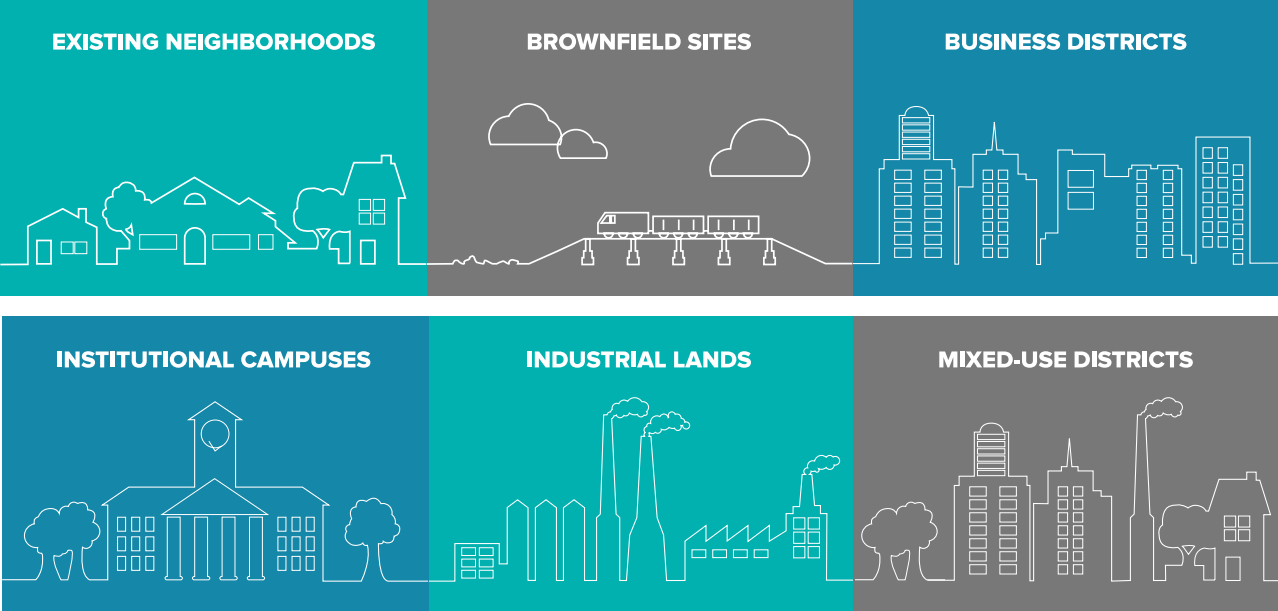 EXISTING NEIGHBORHOODS
BROWNFIELD SITES
BUSINESS DISTRICTS
INSTITUTIONAL CAMPUSES
INDUSTRIAL LANDS
MIXED-USE DISTRICTS